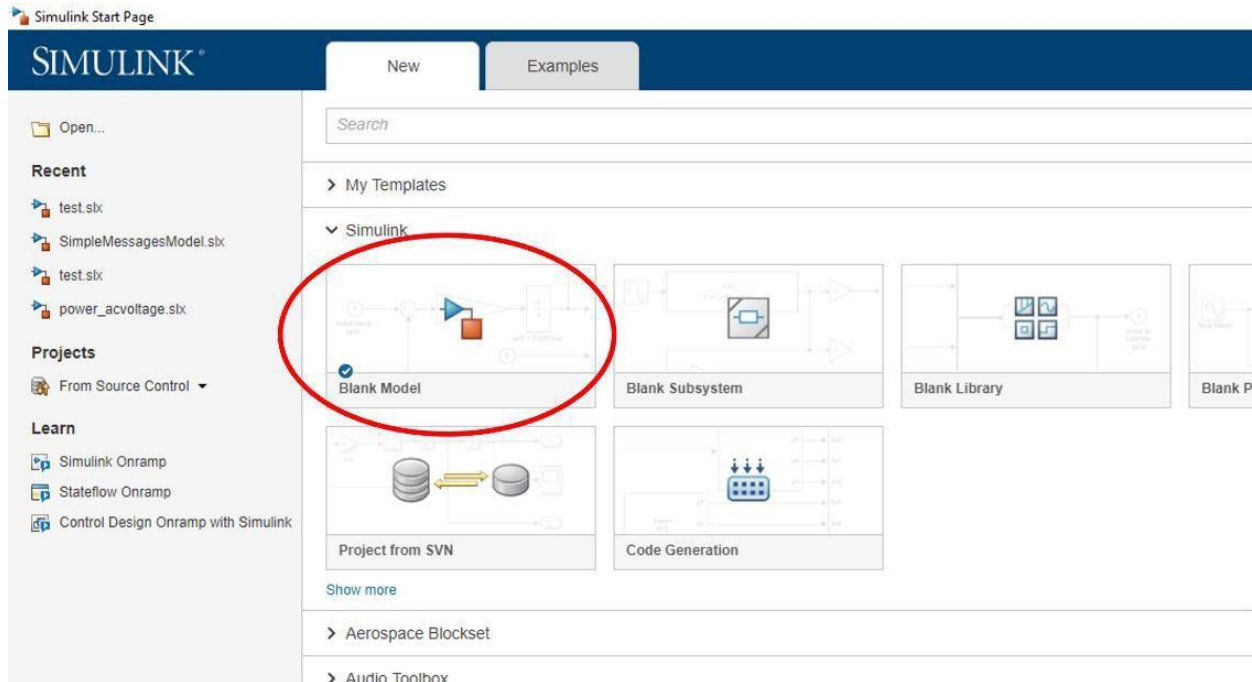 Simulink Start Page
SIMULINK®
New
Examples
Open...
Recent
test.slx
SimpleMessagesModel.slx
test.slx
power_acvoltage.slx
Projects
From Source Control
Learn
Simulink Onramp
Stateflow Onramp
Control Design Onramp with Simulink
Search
My Templates
Simulink
Blank Model
Blank Subsystem
Blank Library
Blank P
Project from SVN
Code Generation
Show more
Aerospace Blockset
Audio Toolbox